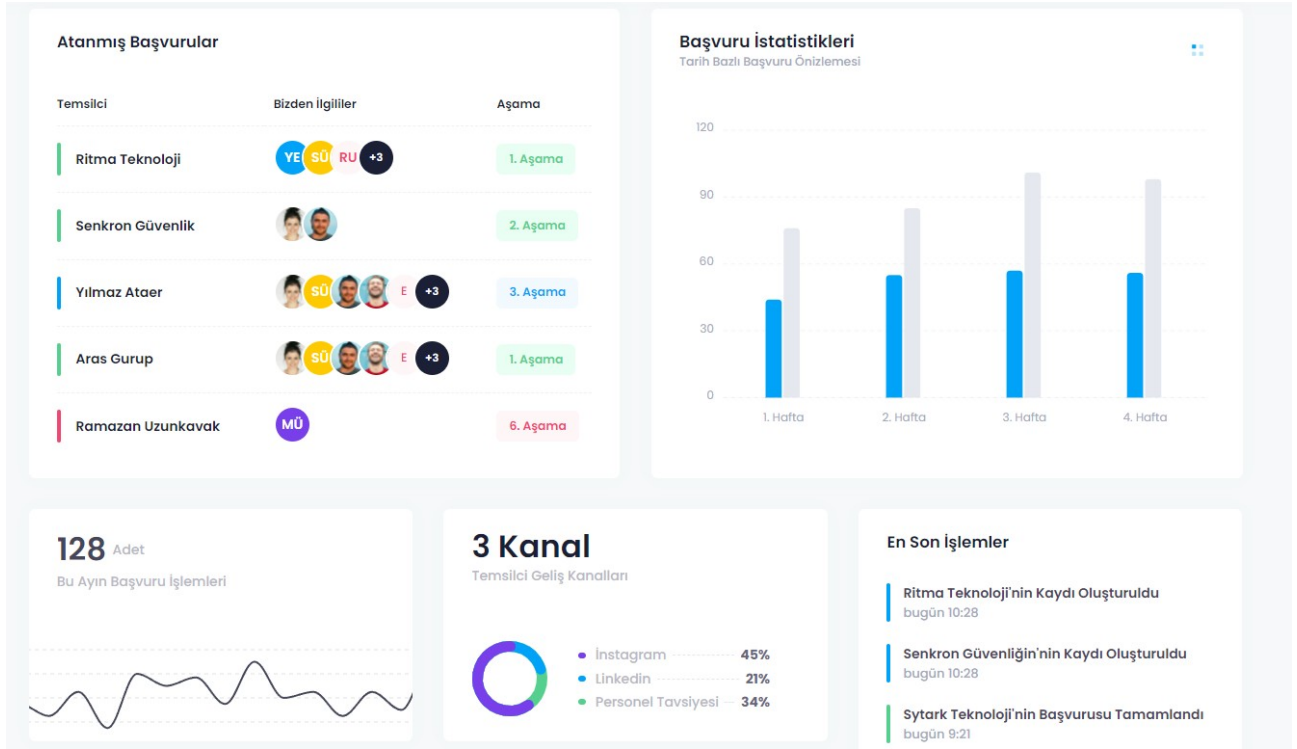 Atanmış Başvurular
Temsilci Bizden İlgililer Aşama
Ritma Teknoloji YE SÜ RU +3 1. Aşama
Senkron Güvenlik 2. Aşama
Yılmaz Ataer SÜ E +3 3. Aşama
Aras Gurup SÜ E +3 1. Aşama
Ramazan Uzunkavak MÜ 6. Aşama
Başvuru İstatistikleri
Tarih Bazlı Başvuru Önizlemesi
120
90
60
30
0
1. Hafta 2. Hafta 3. Hafta 4. Hafta
128 Adet
Bu Ayın Başvuru İşlemleri
3 Kanal
Temsilci Geliş Kanalları
İnstagram 45%
Linkedin 21%
Personel Tavsiyesi 34%
En Son İşlemler
Ritma Teknoloji'nin Kaydı Oluşturuldu
bugün 10:28
Senkron Güvenliğin'nin Kaydı Oluşturuldu
bugün 10:28
Sytark Teknoloji'nin Başvurusu Tamamlandı
bugün 9:21